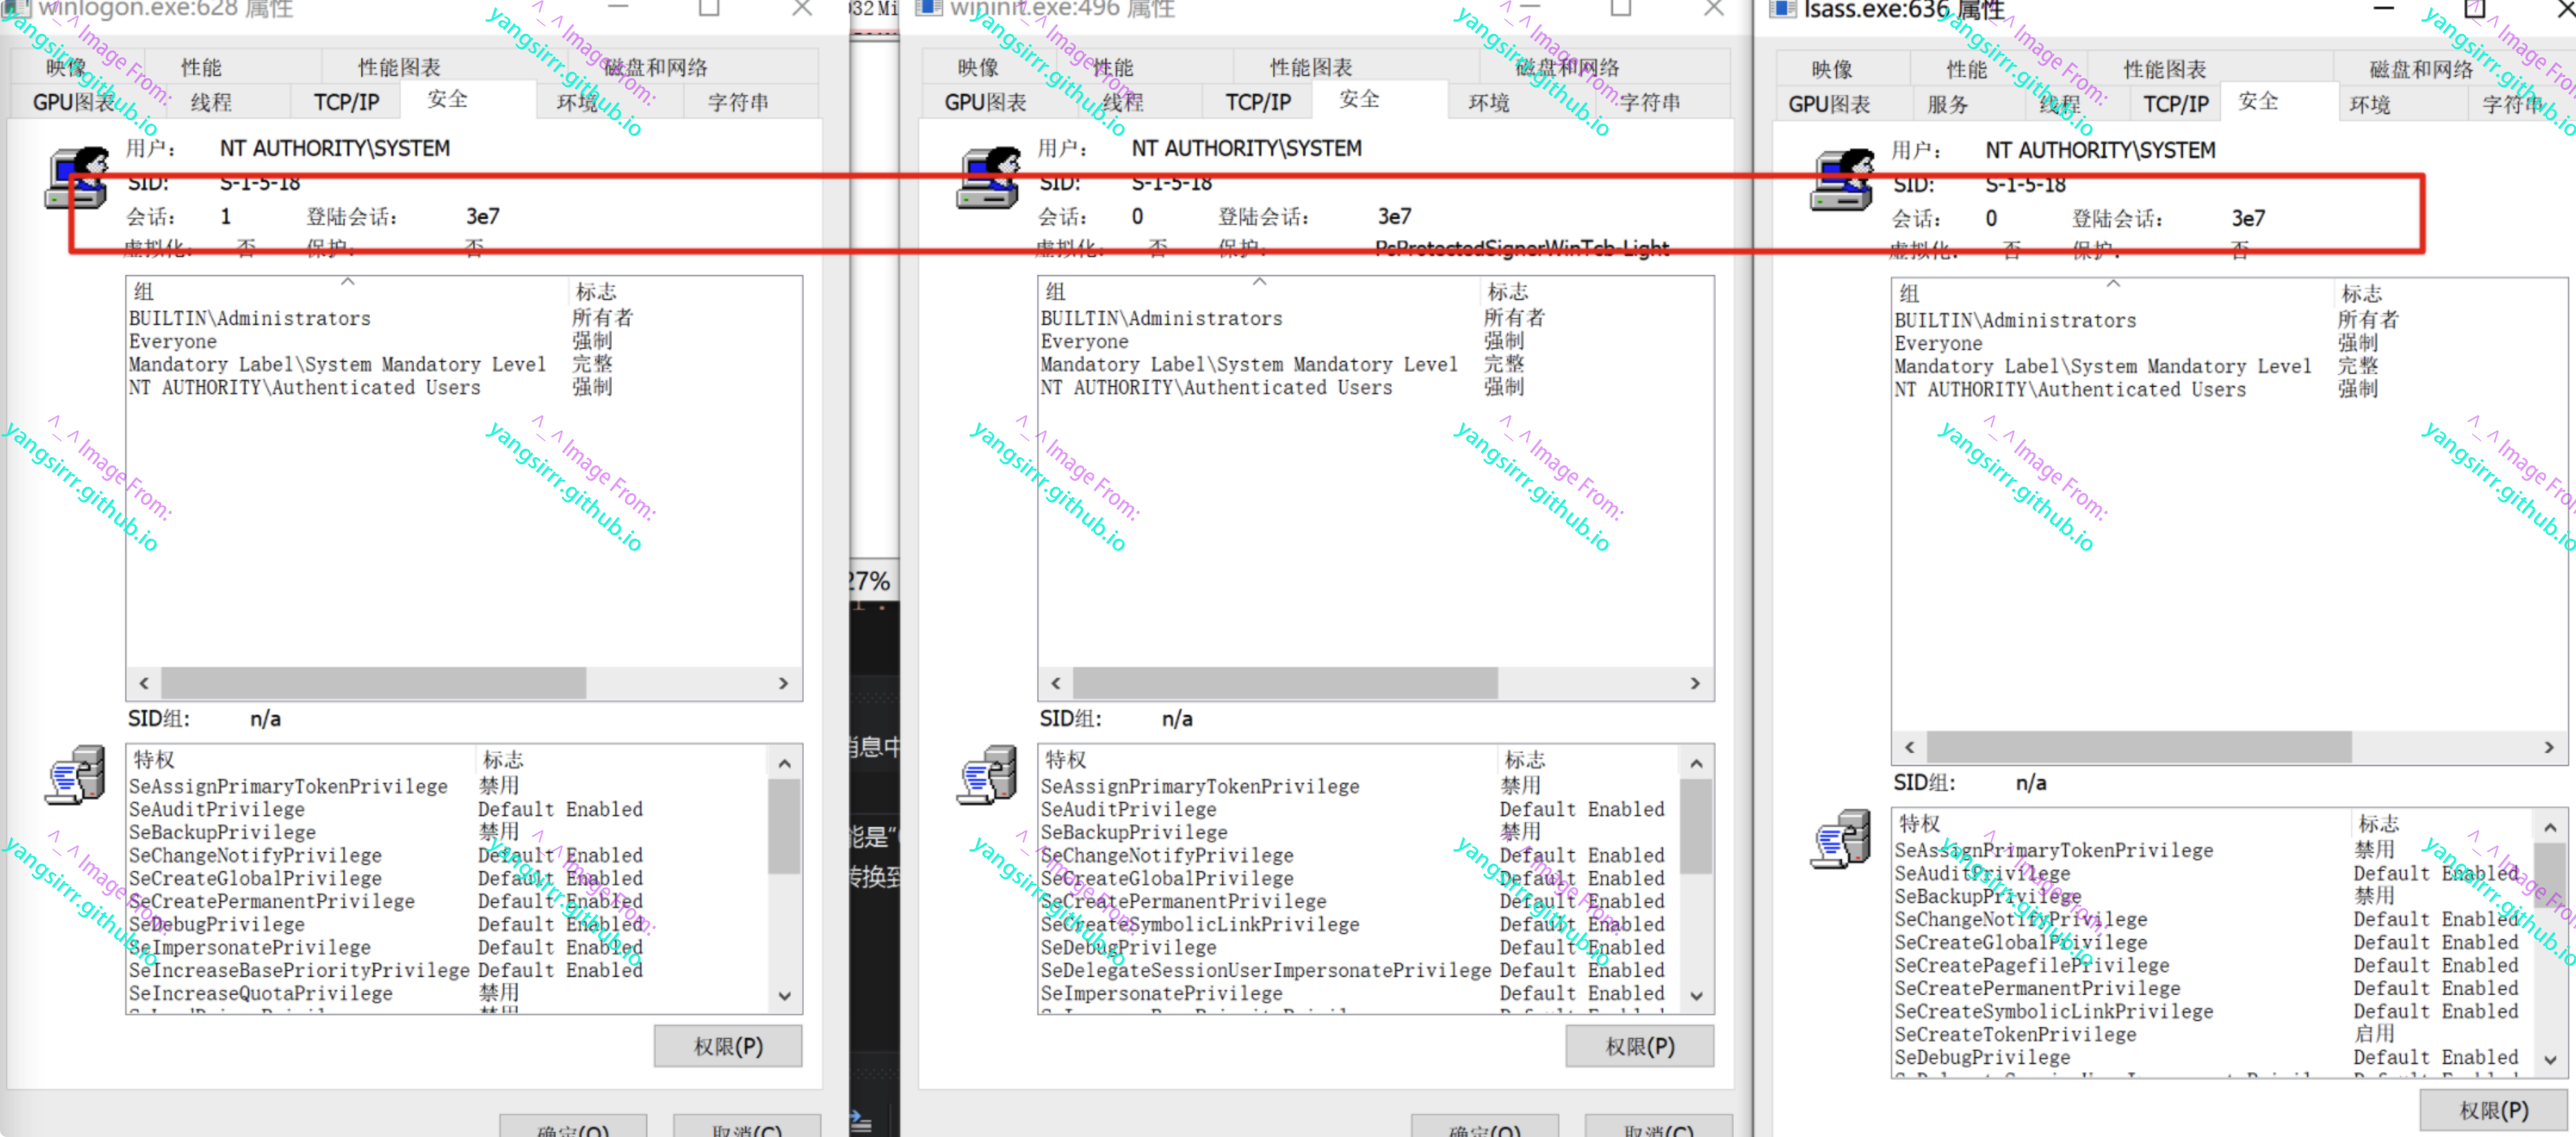 winlogon.exe:628 属性
映像 性能 性能图表 磁盘和网络
GPU图表 线程 TCP/IP 安全 环境 字符串
用户: NT AUTHORITY\SYSTEM
SID: S-1-5-18
会话: 1 登陆会话: 3e7
虚拟化: 否 保护: 否
组 标志
BUILTIN\Administrators 所有者
Everyone 强制
Mandatory Label\System Mandatory Level 完整
NT AUTHORITY\Authenticated Users 强制
SID组: n/a
特权 标志
SeAssignPrimaryTokenPrivilege 禁用
SeAuditPrivilege Default Enabled
SeBackupPrivilege 禁用
SeChangeNotifyPrivilege Default Enabled
SeCreateGlobalPrivilege Default Enabled
SeCreatePermanentPrivilege Default Enabled
SeDebugPrivilege Default Enabled
SeImpersonatePrivilege Default Enabled
SeIncreaseBasePriorityPrivilege Default Enabled
SeIncreaseQuotaPrivilege 禁用
权限(P)
确定(O) 取消(C)
27%
消息中
能是“
转换到
wininit.exe:496 属性
映像 性能 性能图表 磁盘和网络
GPU图表 线程 TCP/IP 安全 环境 字符串
用户: NT AUTHORITY\SYSTEM
SID: S-1-5-18
会话: 0 登陆会话: 3e7
虚拟化: 否 保护: PsProtectedSignerWinTcb-Light
组 标志
BUILTIN\Administrators 所有者
Everyone 强制
Mandatory Label\System Mandatory Level 完整
NT AUTHORITY\Authenticated Users 强制
SID组: n/a
特权 标志
SeAssignPrimaryTokenPrivilege 禁用
SeAuditPrivilege Default Enabled
SeBackupPrivilege 禁用
SeChangeNotifyPrivilege Default Enabled
SeCreateGlobalPrivilege Default Enabled
SeCreatePermanentPrivilege Default Enabled
SeCreateSymbolicLinkPrivilege Default Enabled
SeDebugPrivilege Default Enabled
SeDelegateSessionUserImpersonatePrivilege Default Enabled
SeImpersonatePrivilege Default Enabled
权限(P)
确定(O) 取消(C)
lsass.exe:636 属性
映像 性能 性能图表 磁盘和网络
GPU图表 服务 线程 TCP/IP 安全 环境 字符串
用户: NT AUTHORITY\SYSTEM
SID: S-1-5-18
会话: 0 登陆会话: 3e7
虚拟化: 否 保护: 否
组 标志
BUILTIN\Administrators 所有者
Everyone 强制
Mandatory Label\System Mandatory Level 完整
NT AUTHORITY\Authenticated Users 强制
SID组: n/a
特权 标志
SeAssignPrimaryTokenPrivilege 禁用
SeAuditPrivilege Default Enabled
SeBackupPrivilege 禁用
SeChangeNotifyPrivilege Default Enabled
SeCreateGlobalPrivilege Default Enabled
SeCreatePagefilePrivilege Default Enabled
SeCreatePermanentPrivilege Default Enabled
SeCreateSymbolicLinkPrivilege Default Enabled
SeCreateTokenPrivilege 启用
SeDebugPrivilege Default Enabled
权限(P)
^_^ Image From:
yangsirrr.github.io